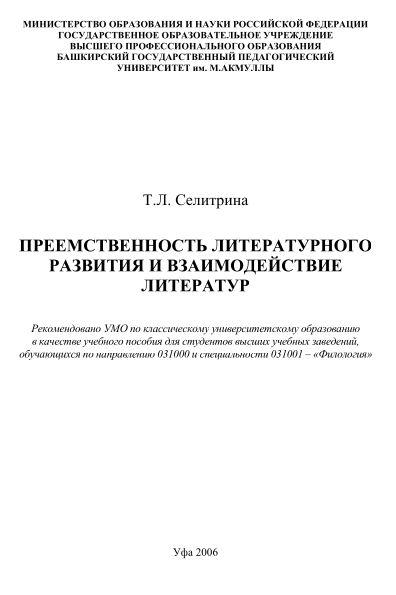 МИНИСТЕРСТВО ОБРАЗОВАНИЯ И НАУКИ РОССИЙСКОЙ ФЕДЕРАЦИИ
ГОСУДАРСТВЕННОЕ ОБРАЗОВАТЕЛЬНОЕ УЧРЕЖДЕНИЕ
ВЫСШЕГО ПРОФЕССИОНАЛЬНОГО ОБРАЗОВАНИЯ
БАШКИРСКИЙ ГОСУДАРСТВЕННЫЙ ПЕДАГОГИЧЕСКИЙ
УНИВЕРСИТЕТ им. М.АКМУЛЛЫ
Т.Л. Селитрина
ПРЕЕМСТВЕННОСТЬ ЛИТЕРАТУРНОГО
РАЗВИТИЯ И ВЗАИМОДЕЙСТВИЕ
ЛИТЕРАТУР
Рекомендовано УМО по классическому университетскому образованию
в качестве учебного пособия для студентов высших учебных заведений,
обучающихся по направлению 031000 и специальности 031001 – «Филология»
Уфа 2006